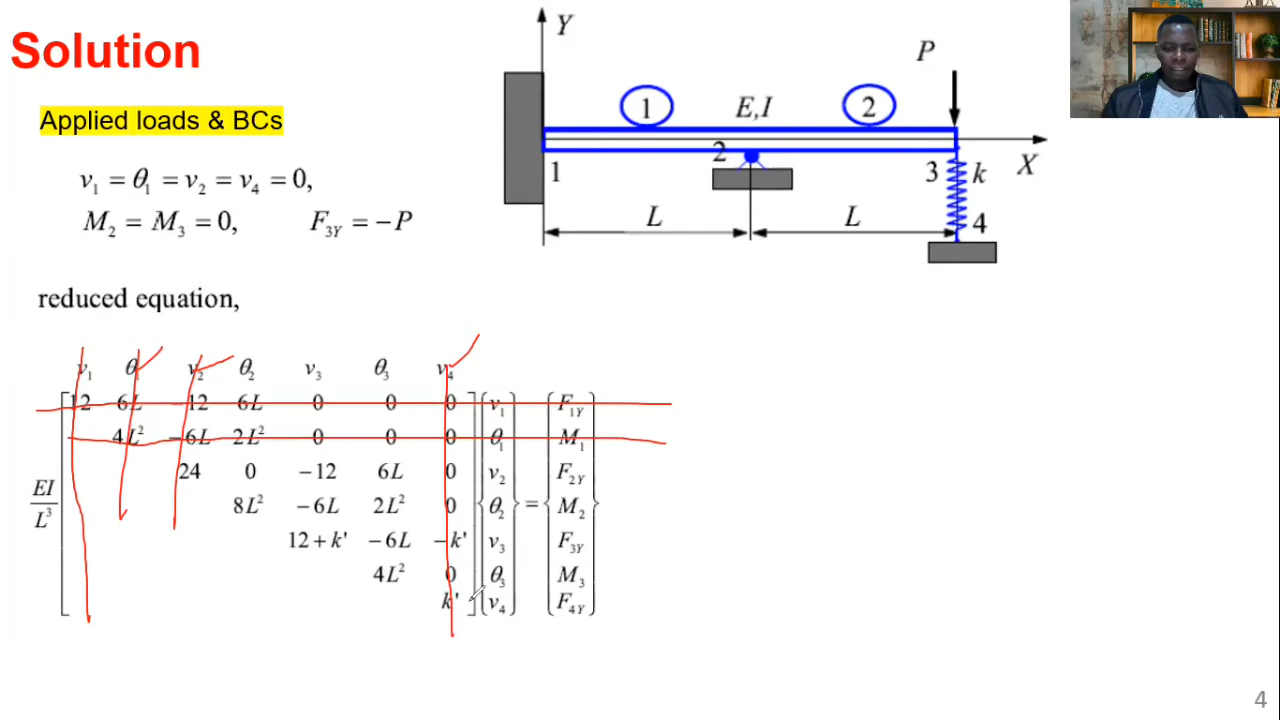 Solution
Applied loads & BCs
v₁ = θ₁ = v₂ = v₄ = 0,
M₂ = M₃ = 0, F₃Y = −P
Y
P
1 E,I 2
2
1
3 k X
L L
4
reduced equation,
v₁ θ₁ v₂ θ₂ v₃ θ₃ v₄
12 6L −12 6L 0 0 0 v₁ F₁Y
4L² −6L 2L² 0 0 0 θ₁ M₁
24 0 −12 6L 0 v₂ F₂Y
EI/L³ 8L² −6L 2L² 0 θ₂ = M₂
12+k' −6L −k' v₃ F₃Y
4L² 0 θ₃ M₃
k' v₄ F₄Y
4